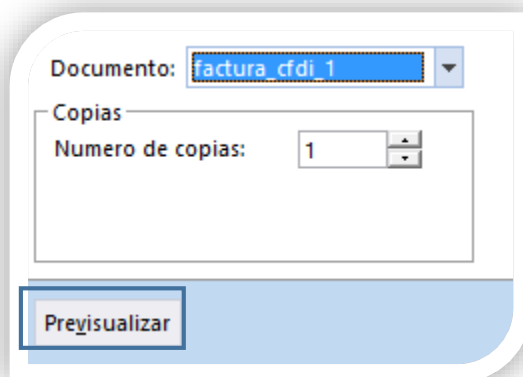 Documento: factura_cfdi_1
Copias
Numero de copias: 1
Previsualizar